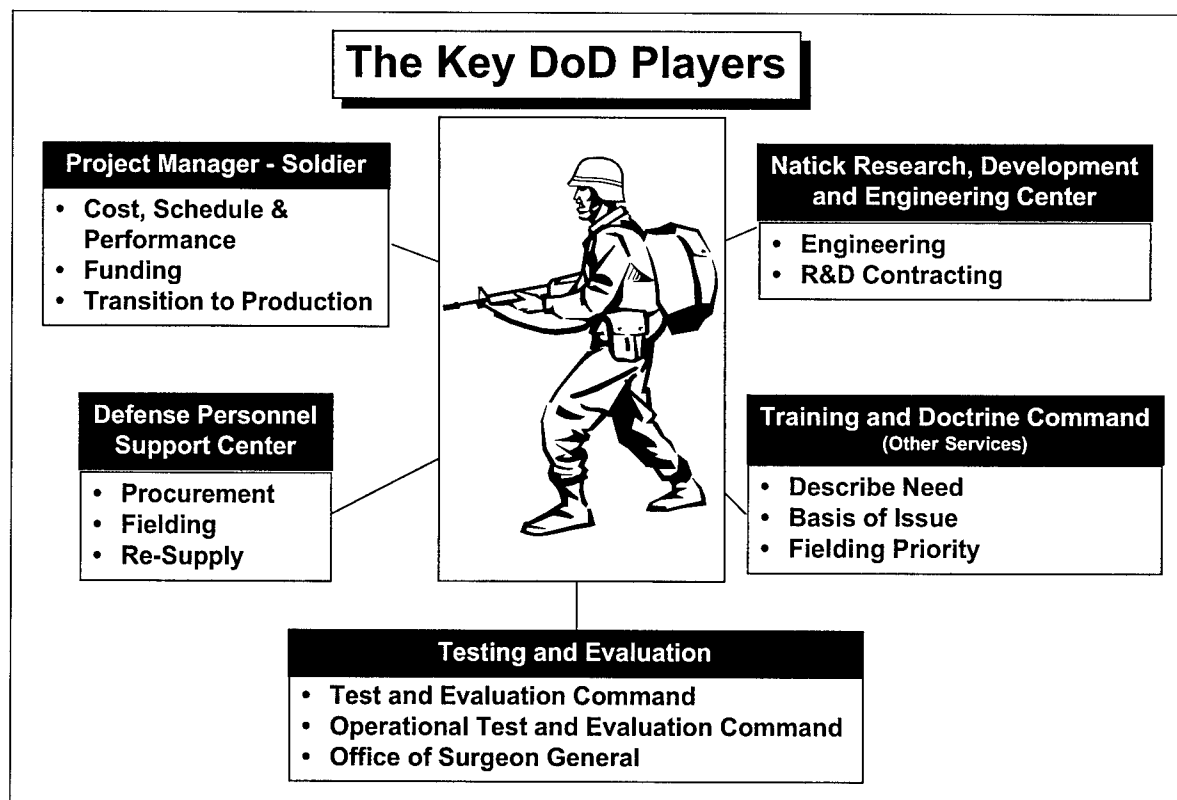 The Key DoD Players
Project Manager - Soldier
• Cost, Schedule &
Performance
• Funding
• Transition to Production
Natick Research, Development
and Engineering Center
• Engineering
• R&D Contracting
Defense Personnel
Support Center
• Procurement
• Fielding
• Re-Supply
Training and Doctrine Command
(Other Services)
• Describe Need
• Basis of Issue
• Fielding Priority
Testing and Evaluation
• Test and Evaluation Command
• Operational Test and Evaluation Command
• Office of Surgeon General